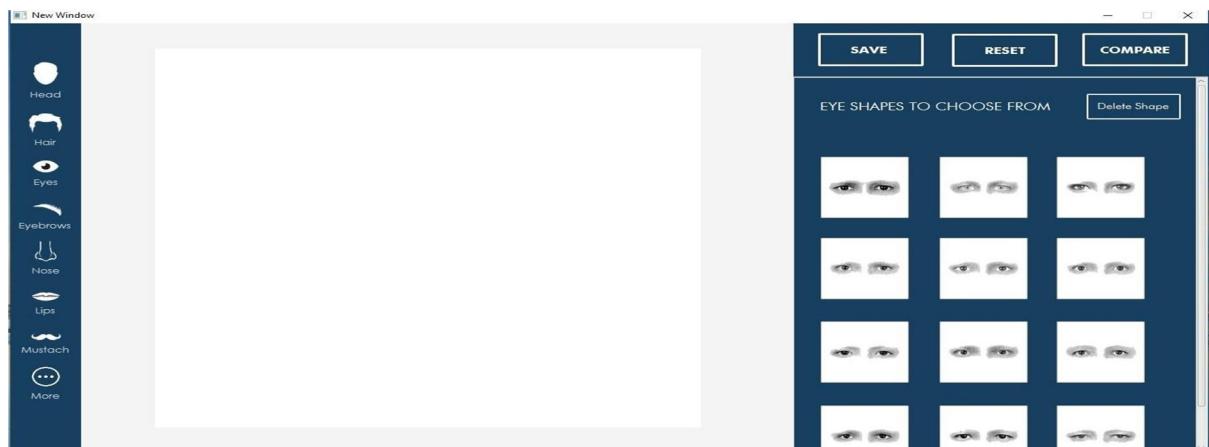 New Window
SAVE RESET COMPARE
Head
Hair
Eyes
Eyebrows
Nose
Lips
Mustach
More
EYE SHAPES TO CHOOSE FROM
Delete Shape